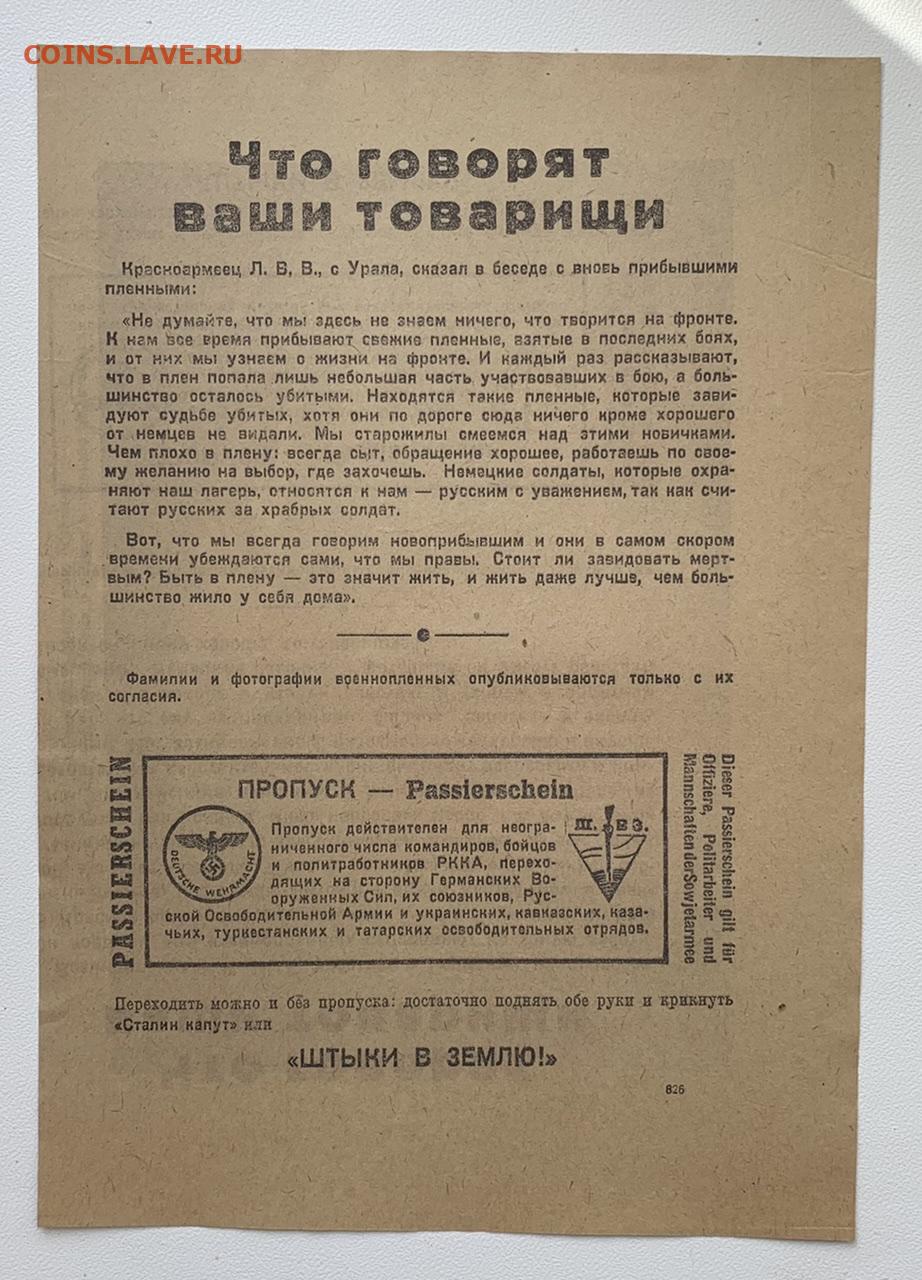 COINS.LAVE.RU
Что говорят
ваши товарищи
Красноармеец Л. В, В., с Урала, сказал в беседе с вновь прибывшими
пленными:
«Не думайте, что мы здесь не знаем ничего, что творится на фронте.
К нам все время прибывают свежие пленные, взятые в последних боях,
и от них мы узнаем о жизни на фронте. И каждый раз рассказывают,
что в плен попала лишь небольшая часть участвовавших в бою, а боль-
шинство осталось убитыми. Находятся такие пленные, которые зави-
дуют судьбе убитых, хотя они по дороге сюда ничего кроме хорошего
от немцев не видали. Мы старожилы смеемся над этими новичками.
Чем плохо в плену: всегда сыт, обращение хорошее, работаешь по свое-
му желанию на выбор, где захочешь. Немецкие солдаты, которые охра-
няют наш лагерь, относятся к нам — русским с уважением, так как счи-
тают русских за храбрых солдат.
Вот, что мы всегда говорим новоприбывшим и они в самом скором
времени убеждаются сами, что мы правы. Стоит ли завидовать мерт-
вым? Быть в плену — это значит жить, и жить даже лучше, чем боль-
шинство жило у себя дома».
Фамилии и фотографии военнопленных опубликовываются только с их
согласия.
PASSIERSCHEIN
ПРОПУСК — Passierschein
DEUTSCHE WEHRMACHT
Пропуск действителен для неогра-
ниченного числа командиров, бойцов
и политработников РККА, перехо-
дящих на сторону Германских Во-
оруженных Сил, их союзников, Рус-
ской Освободительной Армии и украинских, кавказских, каза-
чьих, туркестанских и татарских освободительных отрядов.
Ш. В З.
Dieser Passierschein gilt für
Offiziere, Politarbeiter und
Mannschaften der Sowjetarmee
Переходить можно и без пропуска: достаточно поднять обе руки и крикнуть
«Сталин капут» или
«ШТЫКИ В ЗЕМЛЮ!»
826